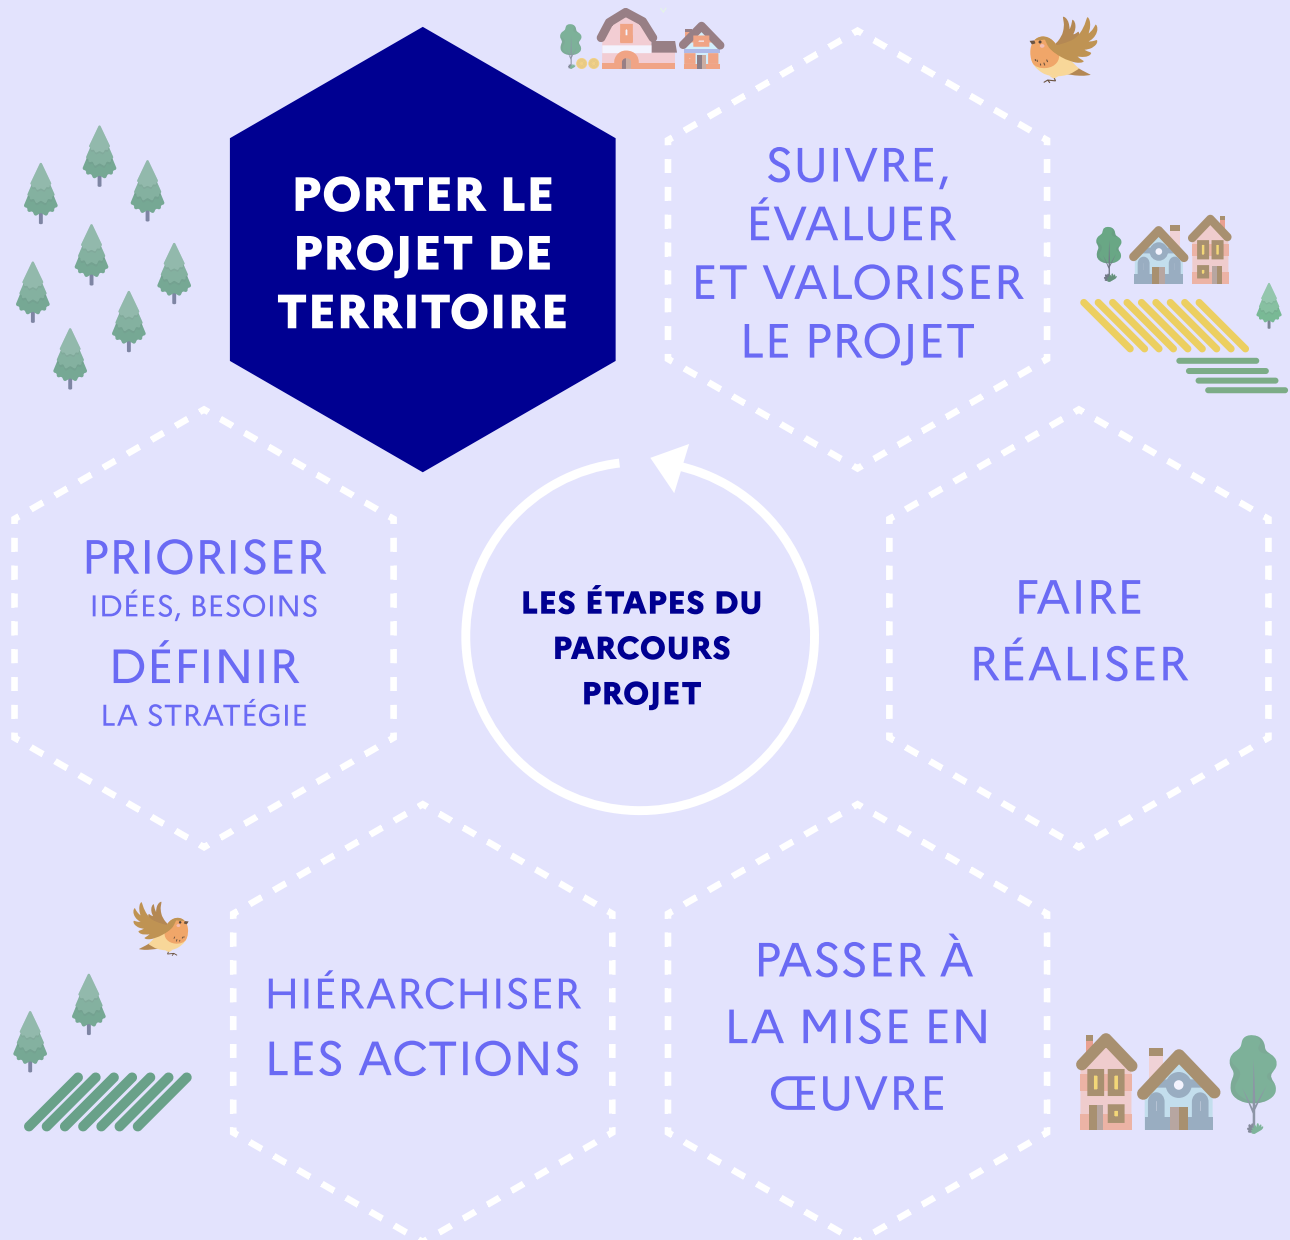 PORTER LE
PROJET DE
TERRITOIRE
SUIVRE,
ÉVALUER
ET VALORISER
LE PROJET
PRIORISER
IDÉES, BESOINS
DÉFINIR
LA STRATÉGIE
LES ÉTAPES DU
PARCOURS
PROJET
FAIRE
RÉALISER
HIÉRARCHISER
LES ACTIONS
PASSER À
LA MISE EN
ŒUVRE